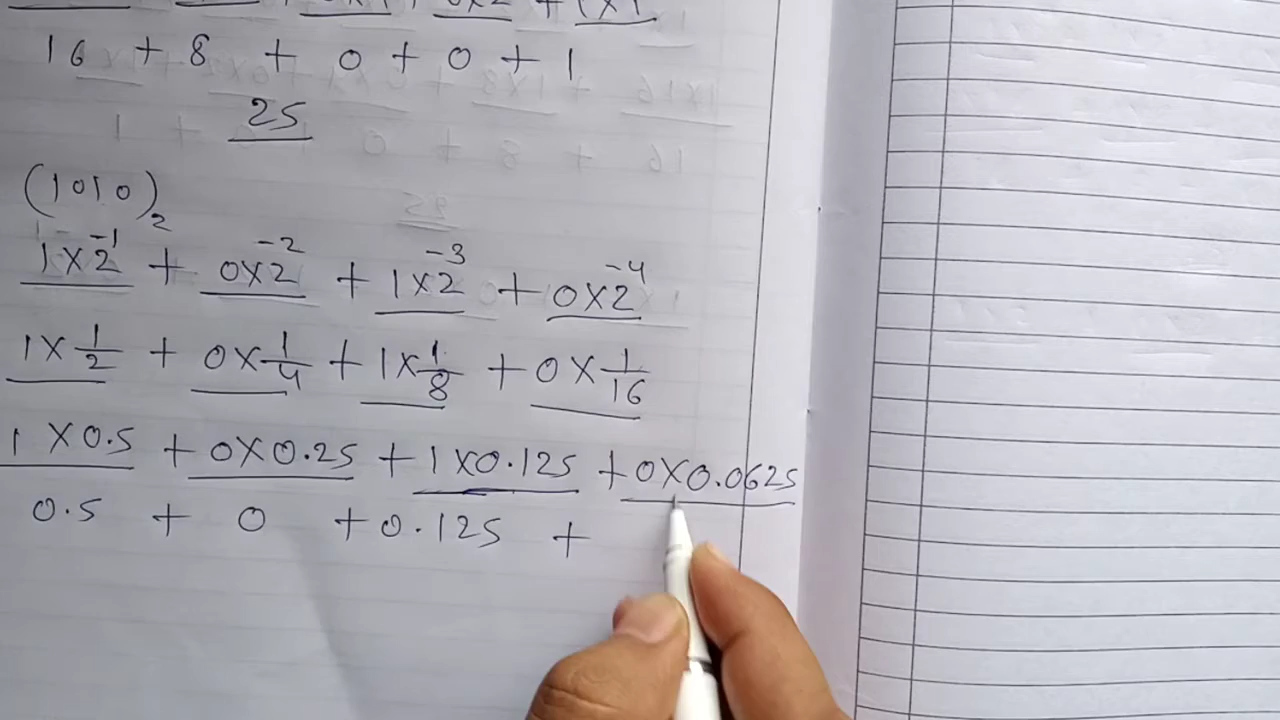 16 + 8 + 0 + 0 + 1
25
(1010)₂
1×2⁻¹ + 0×2⁻² + 1×2⁻³ + 0×2⁻⁴
1×1/2 + 0×1/4 + 1×1/8 + 0×1/16
1×0.5 + 0×0.25 + 1×0.125 + 0×0.0625
0.5 + 0 + 0.125 +